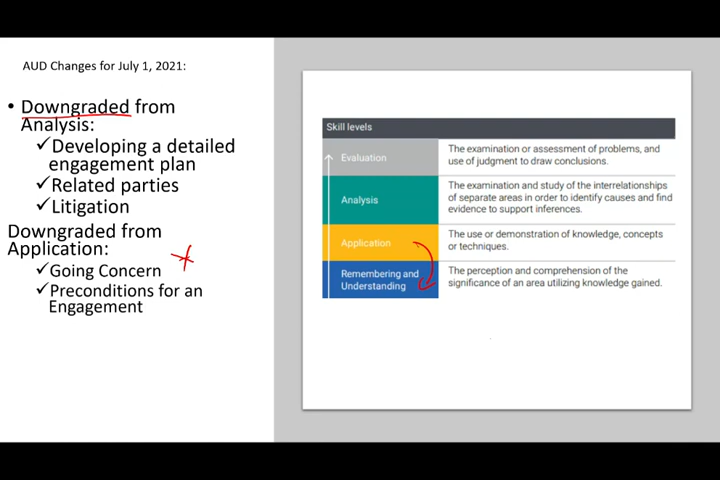 AUD Changes for July 1, 2021:
• Downgraded from
Analysis:
✓Developing a detailed
engagement plan
✓Related parties
✓Litigation
Downgraded from
Application:
✓Going Concern
✓Preconditions for an
Engagement
Skill levels
Evaluation
The examination or assessment of problems, and
use of judgment to draw conclusions.
Analysis
The examination and study of the interrelationships
of separate areas in order to identify causes and find
evidence to support inferences.
Application
The use or demonstration of knowledge, concepts
or techniques.
Remembering and
Understanding
The perception and comprehension of the
significance of an area utilizing knowledge gained.